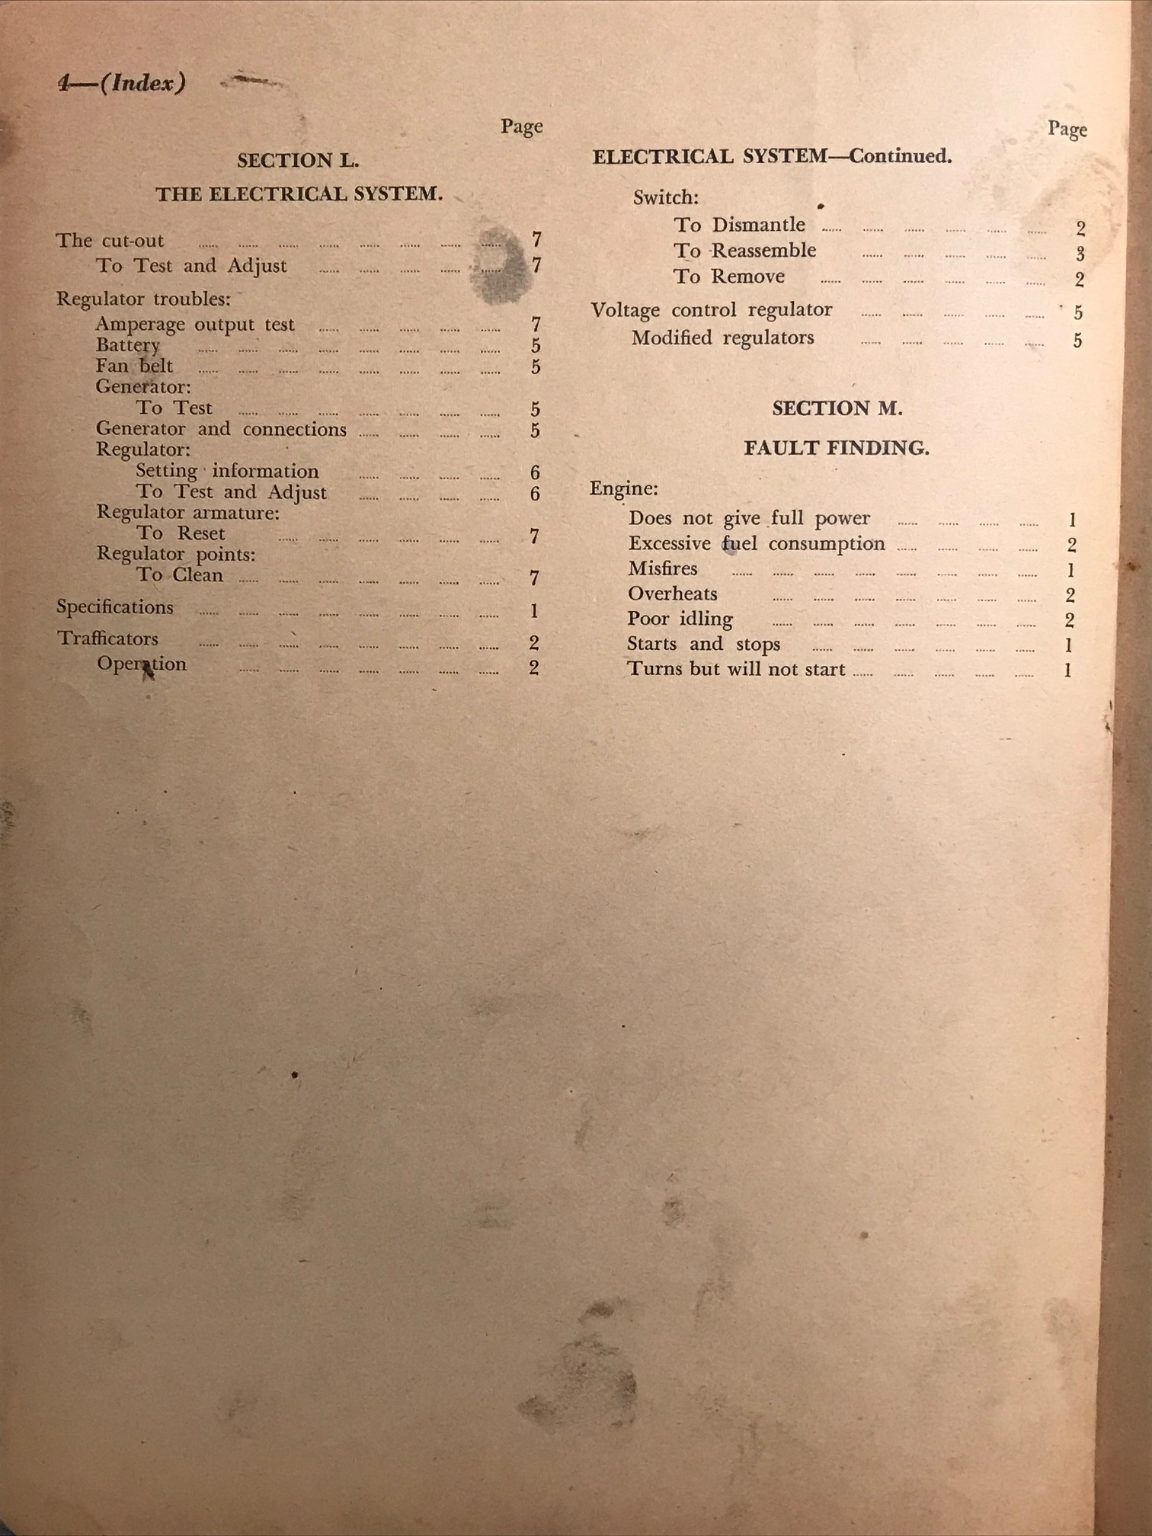 4—(Index)
Page
SECTION L.
THE ELECTRICAL SYSTEM.
The cut-out ...... ...... ...... ...... ...... ...... ...... ...... 7
To Test and Adjust ...... ...... ...... ...... ...... 7
Regulator troubles:
Amperage output test ...... ...... ...... ...... ...... 7
Battery ...... ...... ...... ...... ...... ...... ...... ...... 5
Fan belt ...... ...... ...... ...... ...... ...... ...... ...... 5
Generator:
To Test ...... ...... ...... ...... ...... ...... ...... 5
Generator and connections ...... ...... ...... ...... 5
Regulator:
Setting information ...... ...... ...... ...... 6
To Test and Adjust ...... ...... ...... ...... 6
Regulator armature:
To Reset ...... ...... ...... ...... ...... ...... 7
Regulator points:
To Clean ...... ...... ...... ...... ...... ...... ...... 7
Specifications ...... ...... ...... ...... ...... ...... ...... ...... 1
Trafficators ...... ...... ...... ...... ...... ...... ...... ...... 2
Operation ...... ...... ...... ...... ...... ...... ...... 2
Page
ELECTRICAL SYSTEM—Continued.
Switch:
To Dismantle ...... ...... ...... ...... ...... ...... 2
To Reassemble ...... ...... ...... ...... ...... 3
To Remove ...... ...... ...... ...... ...... ...... 2
Voltage control regulator ...... ...... ...... ...... ...... 5
Modified regulators ...... ...... ...... ...... ...... 5
SECTION M.
FAULT FINDING.
Engine:
Does not give full power ...... ...... ...... ...... 1
Excessive fuel consumption ...... ...... ...... ...... 2
Misfires ...... ...... ...... ...... ...... ...... ...... ...... 1
Overheats ...... ...... ...... ...... ...... ...... ...... 2
Poor idling ...... ...... ...... ...... ...... ...... ...... 2
Starts and stops ...... ...... ...... ...... ...... ...... 1
Turns but will not start ...... ...... ...... ...... ...... 1